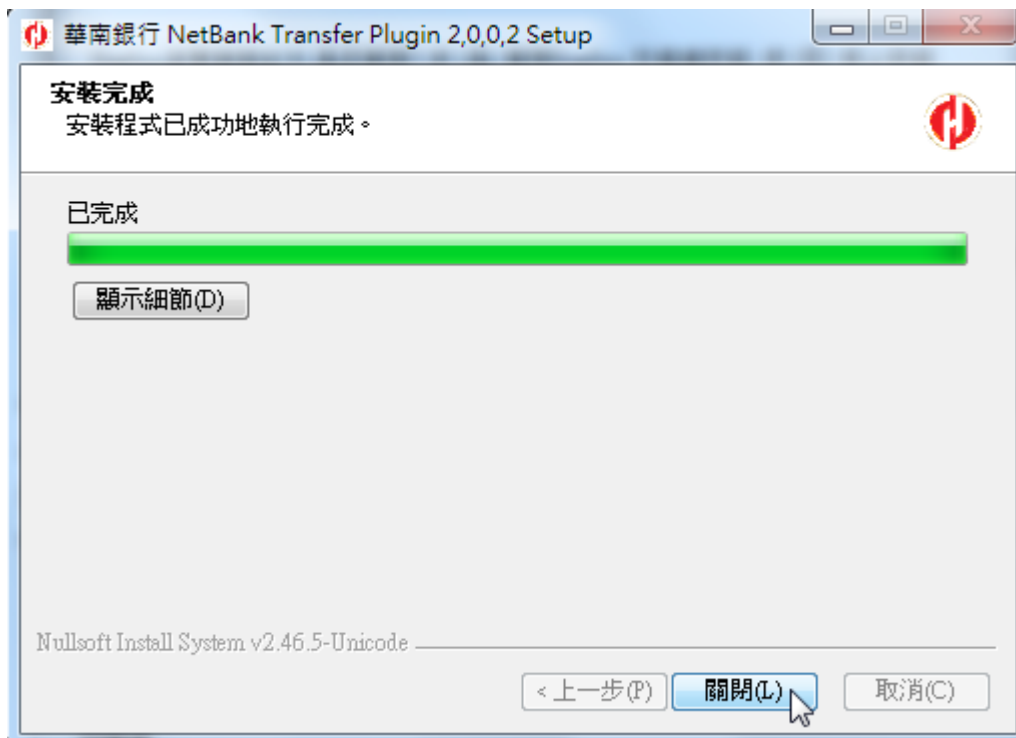 華南銀行 NetBank Transfer Plugin 2,0,0,2 Setup
安裝完成
安裝程式已成功地執行完成。
已完成
顯示細節(D)
Nullsoft Install System v2.46.5-Unicode
< 上一步(P) 關閉(L) 取消(C)